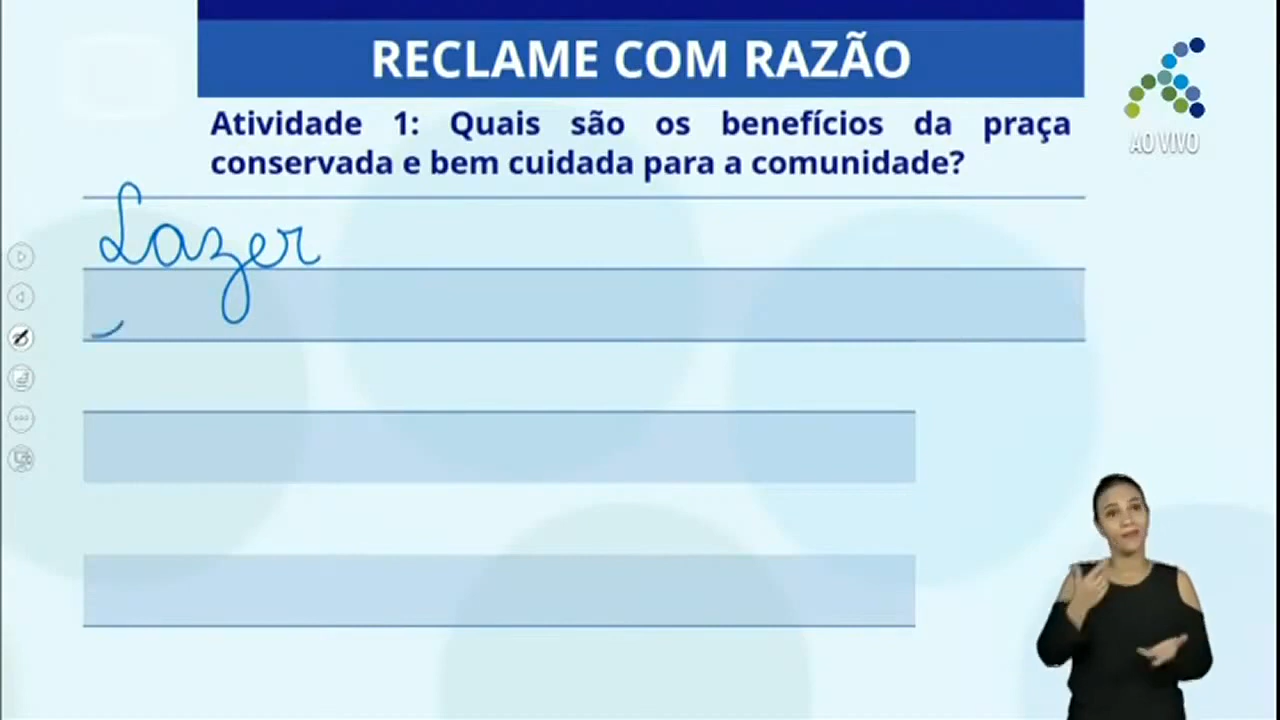 RECLAME COM RAZÃO
Atividade 1: Quais são os benefícios da praça
conservada e bem cuidada para a comunidade?
AO VIVO
Lazer